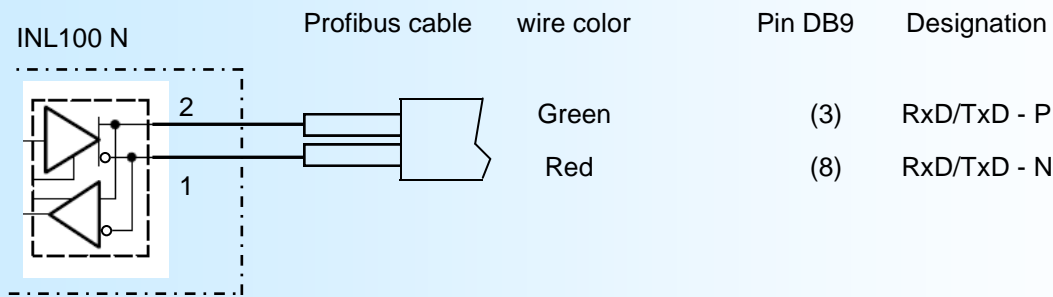 INL100 N Profibus cable wire color Pin DB9 Designation
2 Green (3) RxD/TxD - P
1 Red (8) RxD/TxD - N